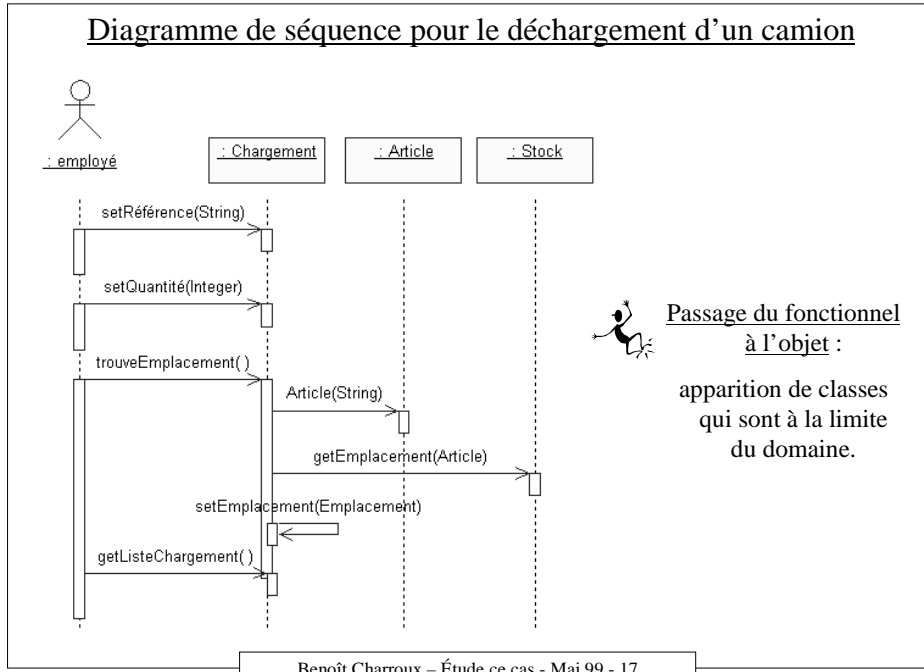 Diagramme de séquence pour le déchargement d’un camion
: employé
: Chargement
: Article
: Stock
setRéférence(String)
setQuantité(Integer)
trouveEmplacement( )
Article(String)
getEmplacement(Article)
setEmplacement(Emplacement)
getListeChargement( )
Passage du fonctionnel
à l’objet :
apparition de classes
qui sont à la limite
du domaine.
Benoît Charroux – Étude ce cas - Mai 99 - 17